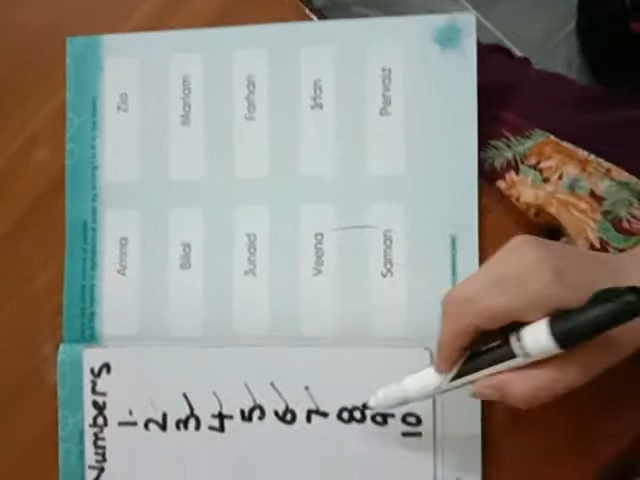 Zia
Mariam
Farhan
Irfan
Pervaiz
Amna
Bilal
Junaid
Veena
Saman
Numbers
1
2
3
4
5
6
7
8
9
10